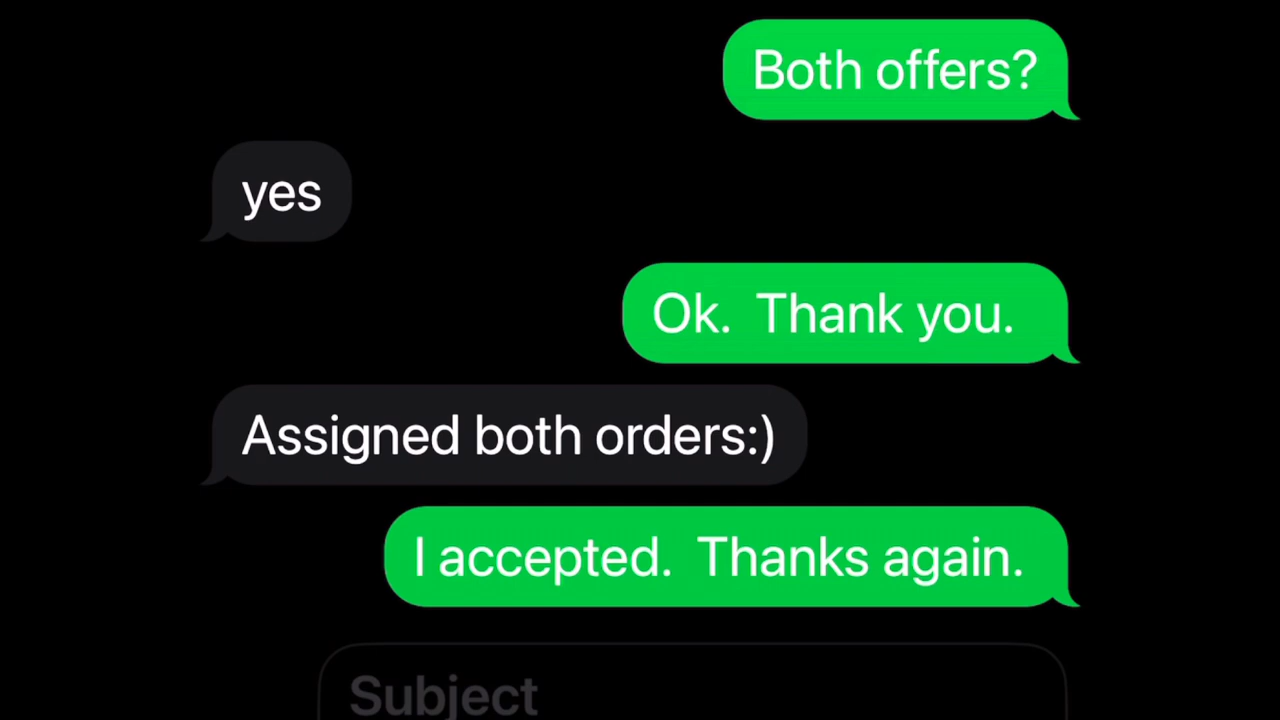 Both offers?
yes
Ok.  Thank you.
Assigned both orders:)
I accepted.  Thanks again.
Subject